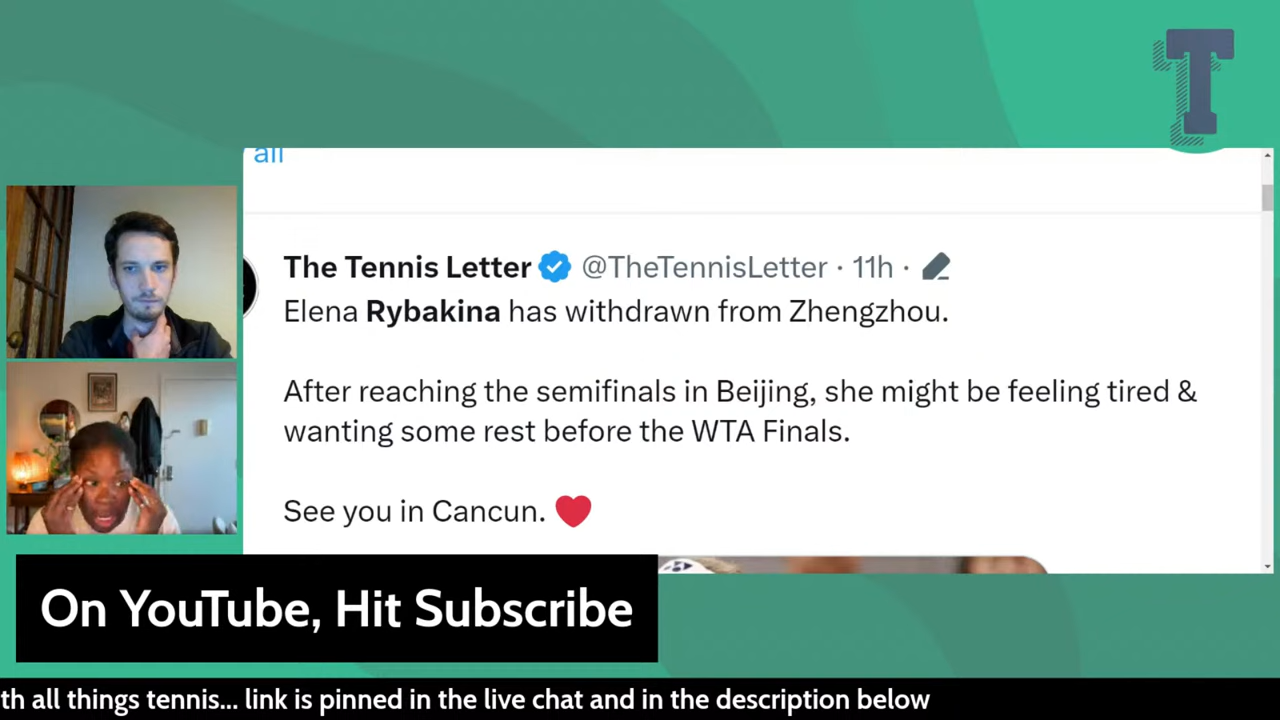 T
all
The Tennis Letter @TheTennisLetter · 11h ·
Elena Rybakina has withdrawn from Zhengzhou.
After reaching the semifinals in Beijing, she might be feeling tired &
wanting some rest before the WTA Finals.
See you in Cancun. ❤️
On YouTube, Hit Subscribe
th all things tennis... link is pinned in the live chat and in the description below